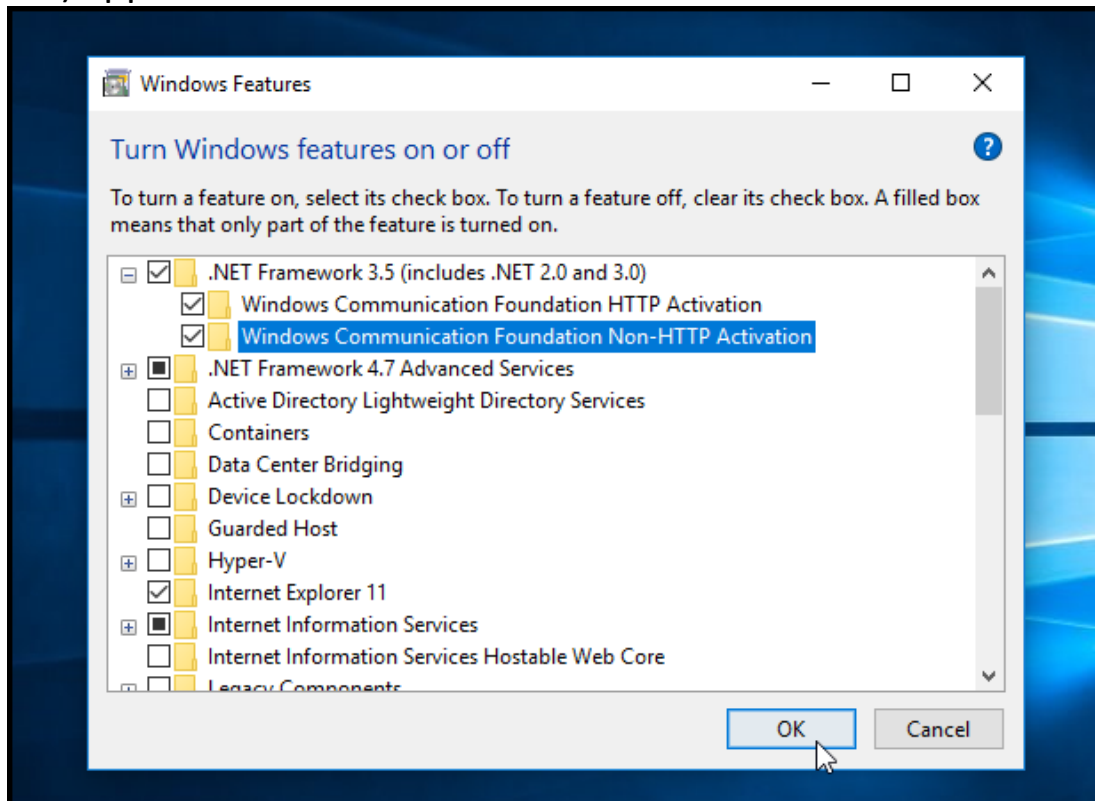 Windows Features
Turn Windows features on or off
To turn a feature on, select its check box. To turn a feature off, clear its check box. A filled box
means that only part of the feature is turned on.
.NET Framework 3.5 (includes .NET 2.0 and 3.0)
Windows Communication Foundation HTTP Activation
Windows Communication Foundation Non-HTTP Activation
.NET Framework 4.7 Advanced Services
Active Directory Lightweight Directory Services
Containers
Data Center Bridging
Device Lockdown
Guarded Host
Hyper-V
Internet Explorer 11
Internet Information Services
Internet Information Services Hostable Web Core
Legacy Components
OK
Cancel